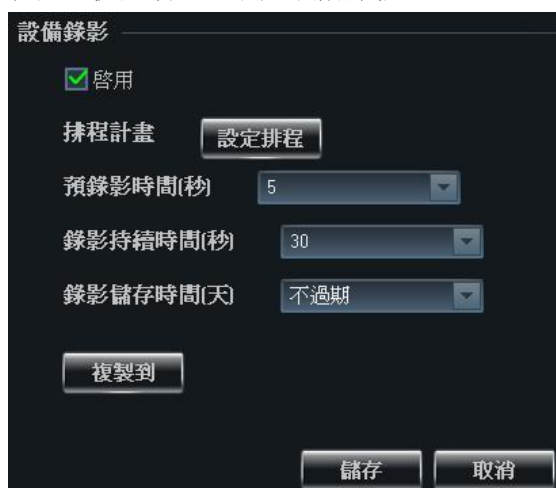 設備錄影
啓用
排程計畫 設定排程
預錄影時間(秒) 5
錄影持續時間(秒) 30
錄影儲存時間(天) 不過期
複製到
儲存 取消